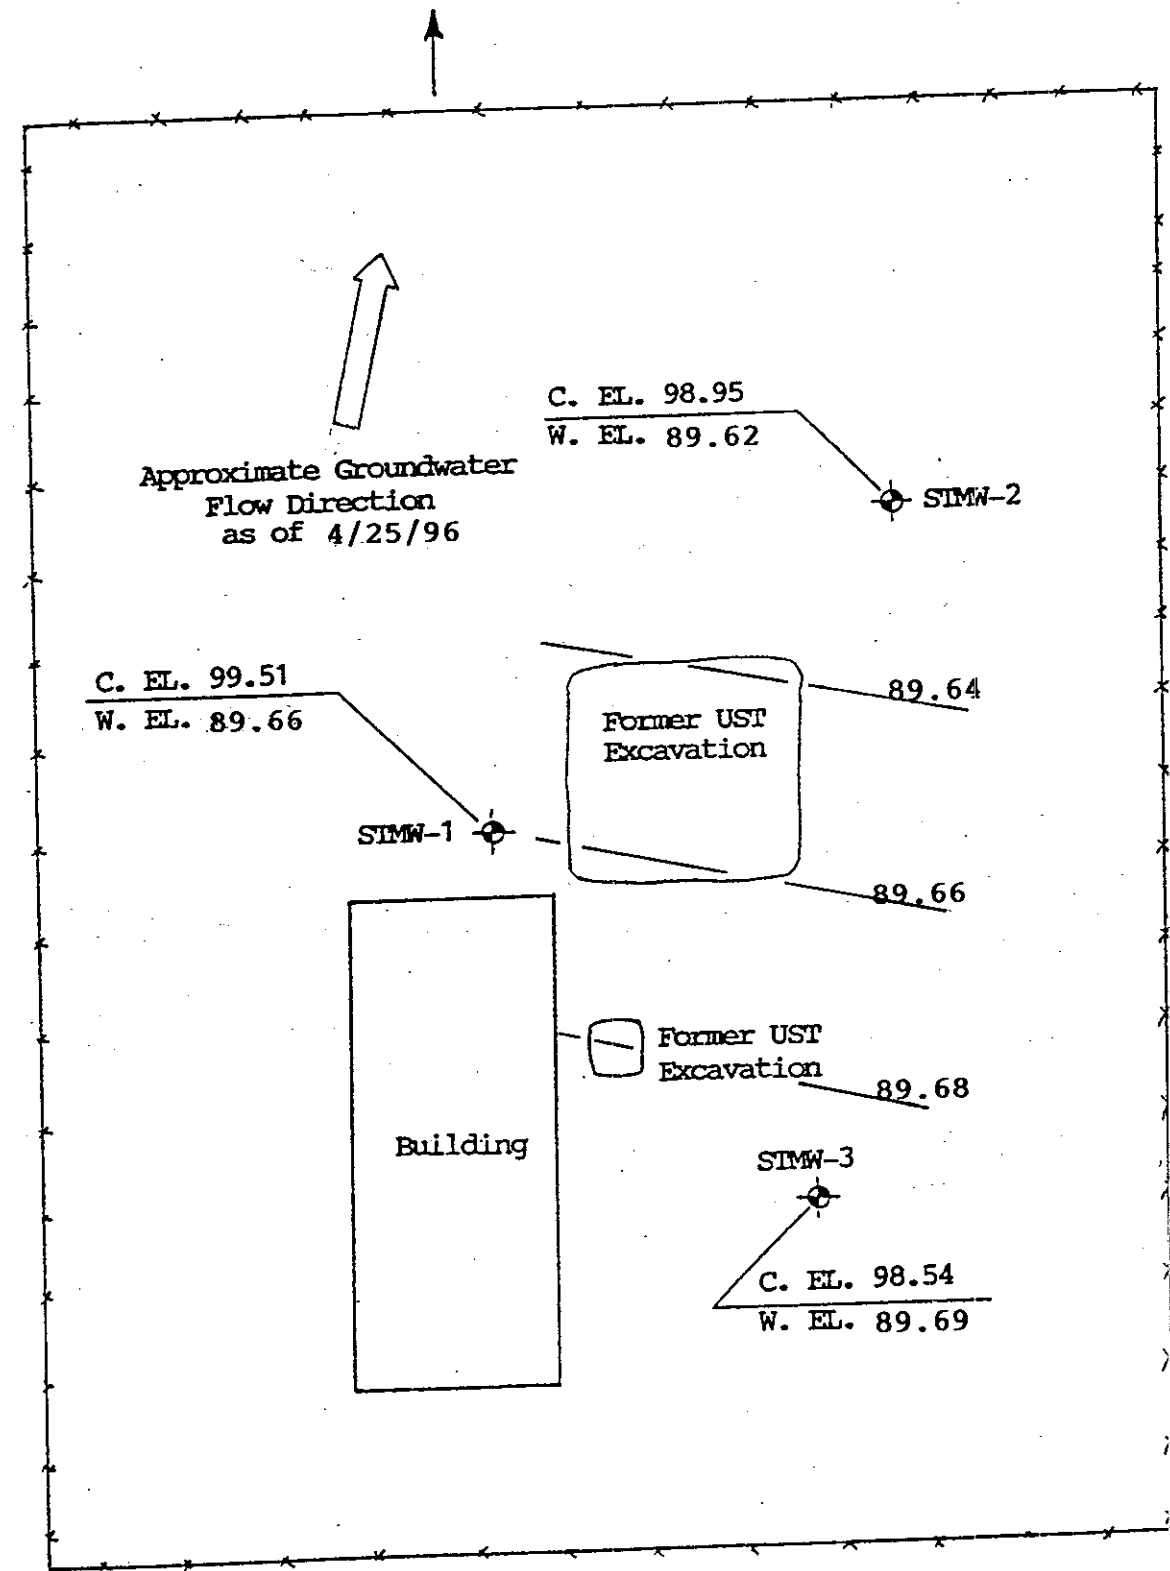 C. EL. 98.95
W. EL. 89.62
STMW-2
Approximate Groundwater
Flow Direction
as of 4/25/96
89.64
C. EL. 99.51
W. EL. 89.66
Former UST
Excavation
STMW-1
89.66
Former UST
Excavation
89.68
Building
STMW-3
C. EL. 98.54
W. EL. 89.69